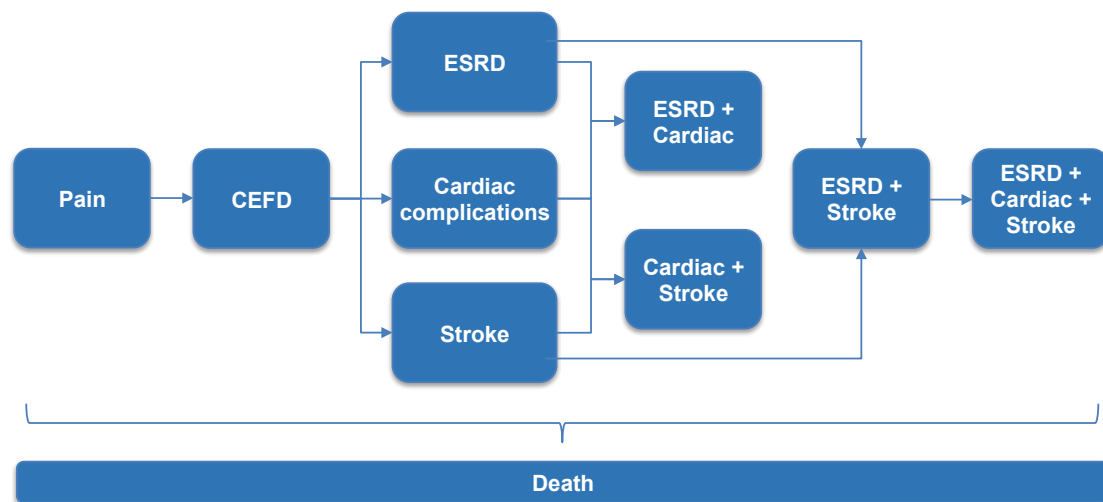 Pain
CEFD
ESRD
Cardiac
complications
Stroke
ESRD +
Cardiac
Cardiac +
Stroke
ESRD +
Stroke
ESRD +
Cardiac +
Stroke
Death